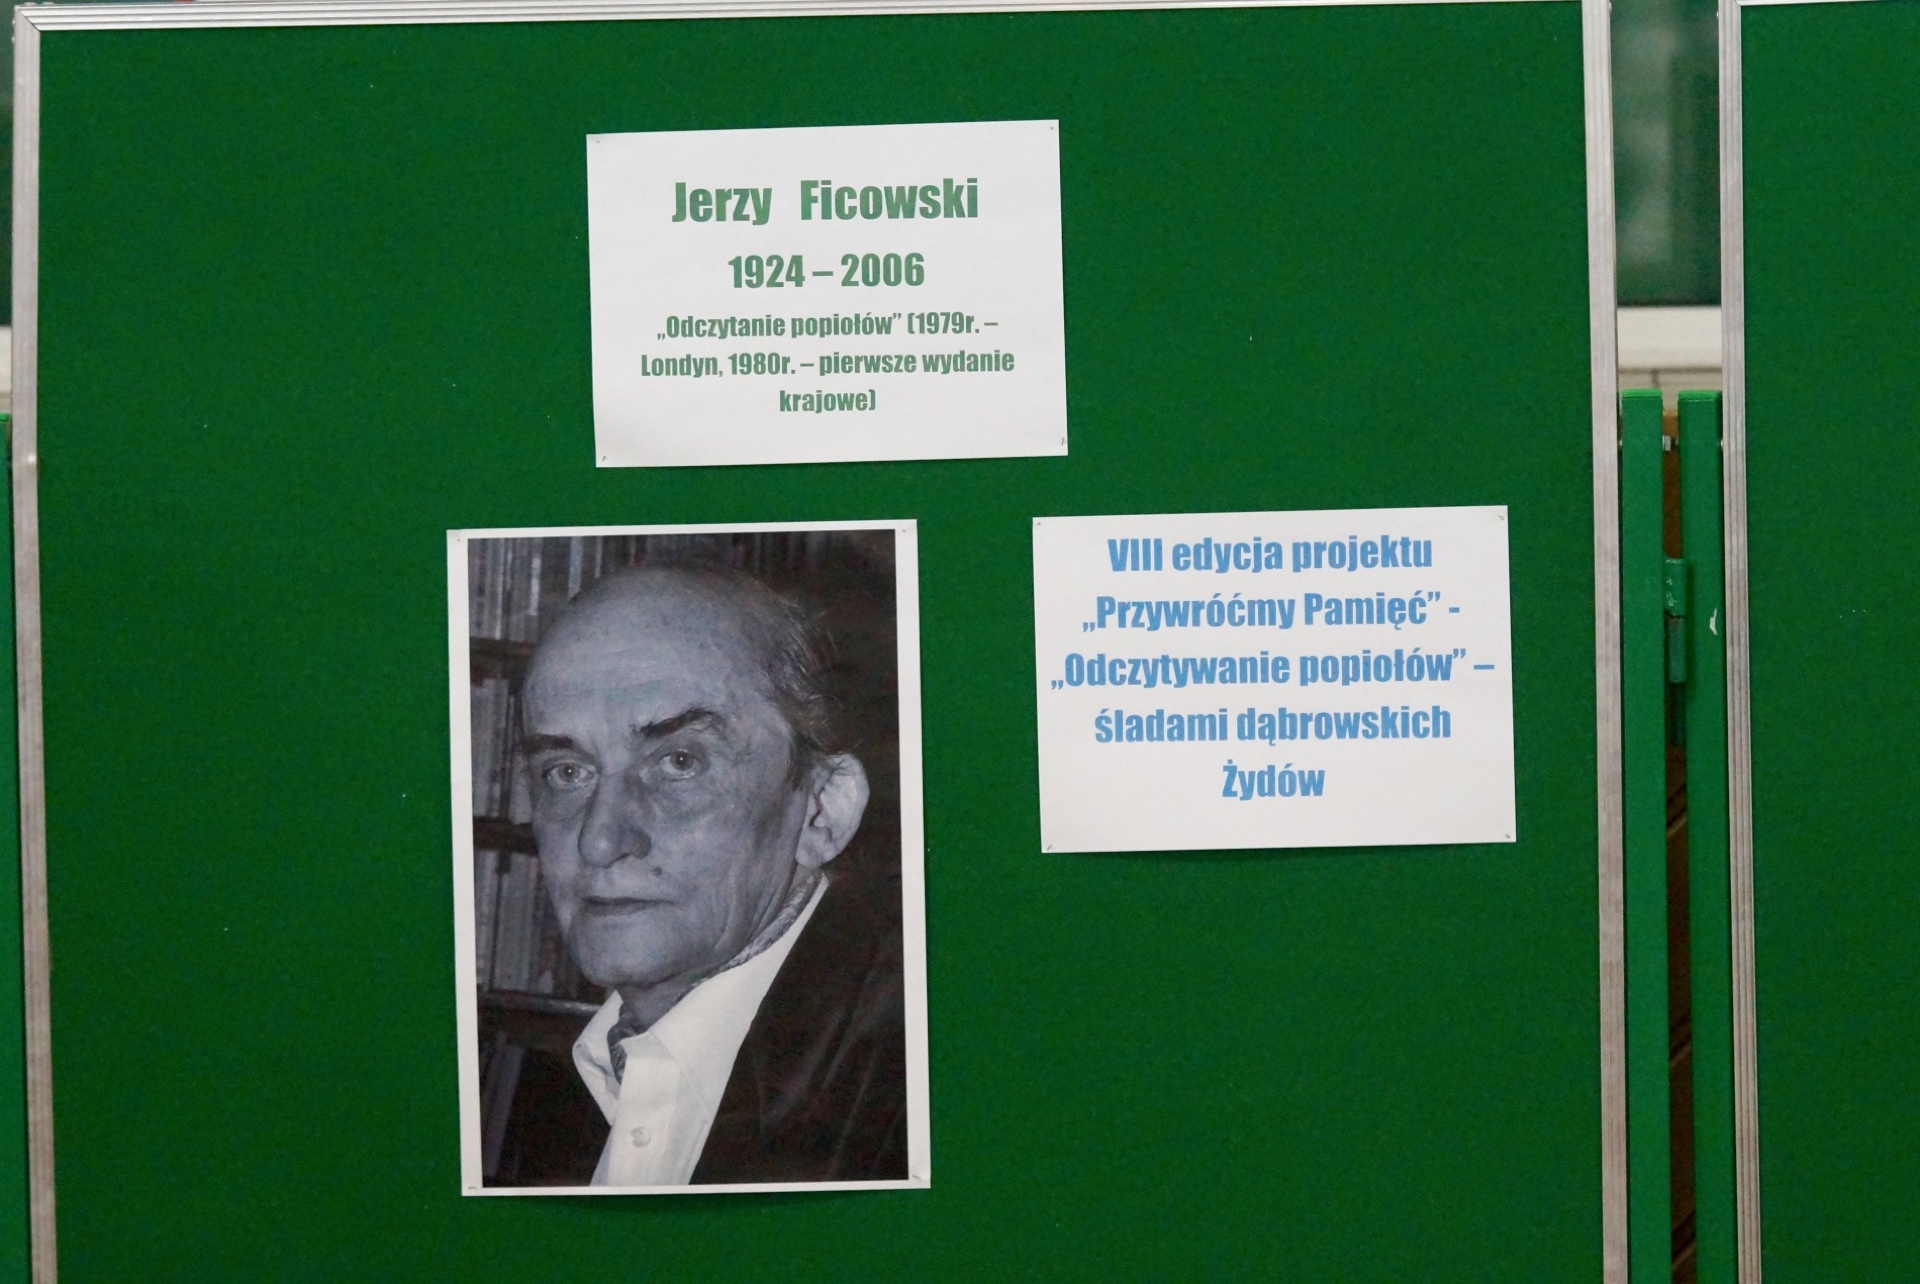 Jerzy Ficowski
1924 – 2006
„Odczytanie popiołów” (1979r. –
Londyn, 1980r. – pierwsze wydanie
krajowe)
VIII edycja projektu
„Przywróćmy Pamięć” -
„Odczytywanie popiołów” –
śladami dąbrowskich
Żydów